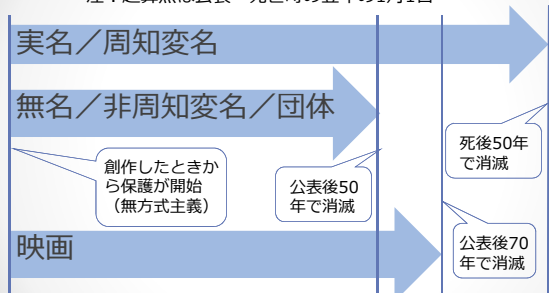 実名／周知変名
無名／非周知変名／団体
死後50年
で消滅
創作したときか
ら保護が開始
（無方式主義）
公表後50
年で消滅
映画
公表後70
年で消滅